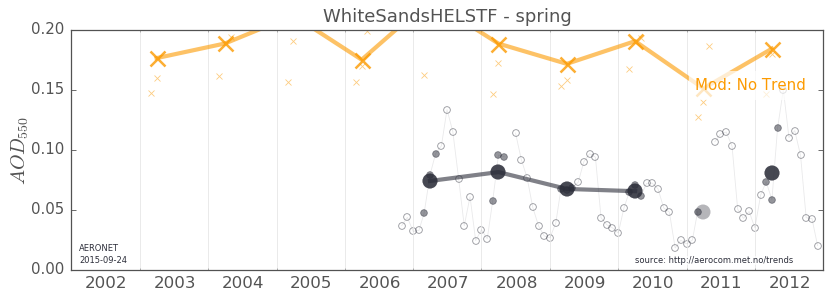 WhiteSandsHELSTF - spring
0.20
0.15
0.10
0.05
0.00
AOD550
Mod: No Trend
AERONET
2015-09-24
source: http://aerocom.met.no/trends
2002 2003 2004 2005 2006 2007 2008 2009 2010 2011 2012